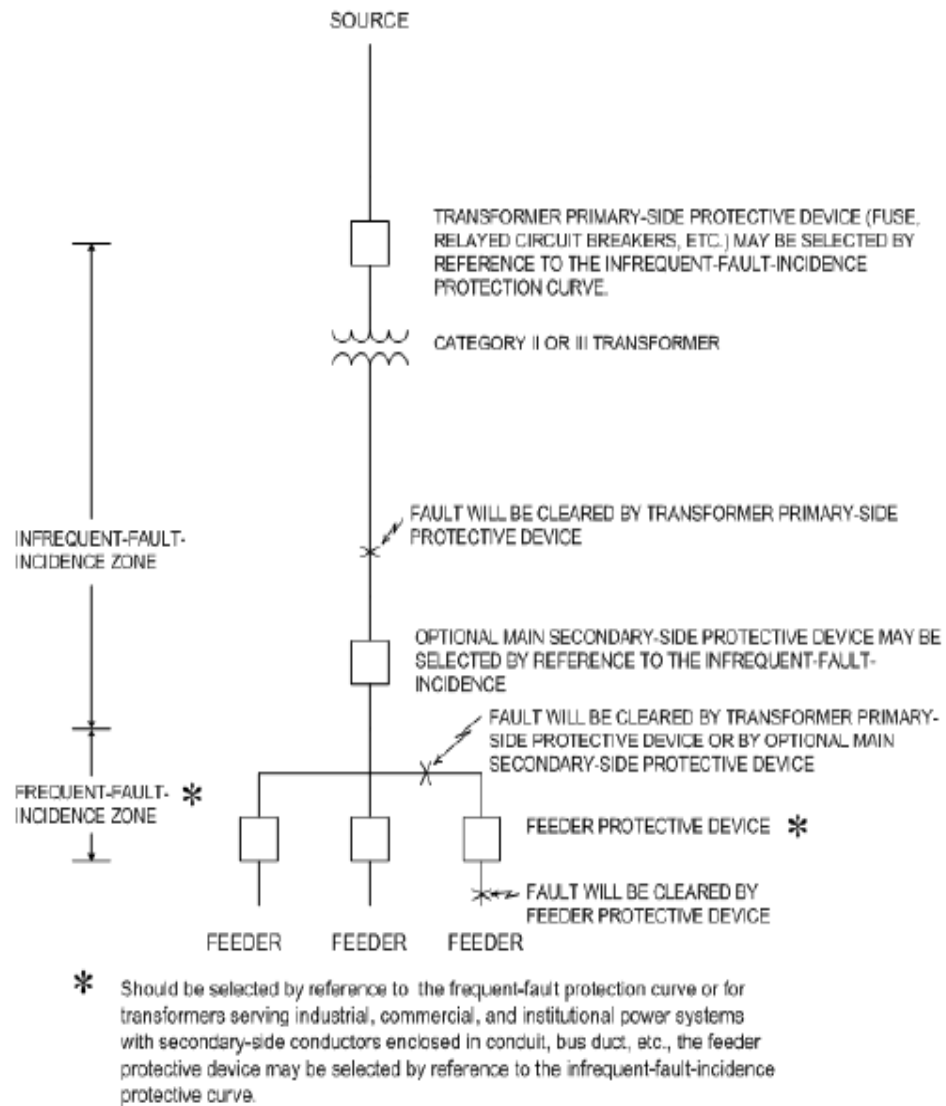 SOURCE
TRANSFORMER PRIMARY-SIDE PROTECTIVE DEVICE (FUSE,
RELAYED CIRCUIT BREAKERS, ETC.) MAY BE SELECTED BY
REFERENCE TO THE INFREQUENT-FAULT-INCIDENCE
PROTECTION CURVE.
CATEGORY II OR III TRANSFORMER
FAULT WILL BE CLEARED BY TRANSFORMER PRIMARY-SIDE
PROTECTIVE DEVICE
INFREQUENT-FAULT-
INCIDENCE ZONE
OPTIONAL MAIN SECONDARY-SIDE PROTECTIVE DEVICE MAY BE
SELECTED BY REFERENCE TO THE INFREQUENT-FAULT-
INCIDENCE
FAULT WILL BE CLEARED BY TRANSFORMER PRIMARY-
SIDE PROTECTIVE DEVICE OR BY OPTIONAL MAIN
SECONDARY-SIDE PROTECTIVE DEVICE
FREQUENT-FAULT- *
INCIDENCE ZONE
FEEDER PROTECTIVE DEVICE *
FAULT WILL BE CLEARED BY
FEEDER PROTECTIVE DEVICE
FEEDER FEEDER FEEDER
* Should be selected by reference to the frequent-fault protection curve or for
transformers serving industrial, commercial, and institutional power systems
with secondary-side conductors enclosed in conduit, bus duct, etc., the feeder
protective device may be selected by reference to the infrequent-fault-incidence
protective curve.